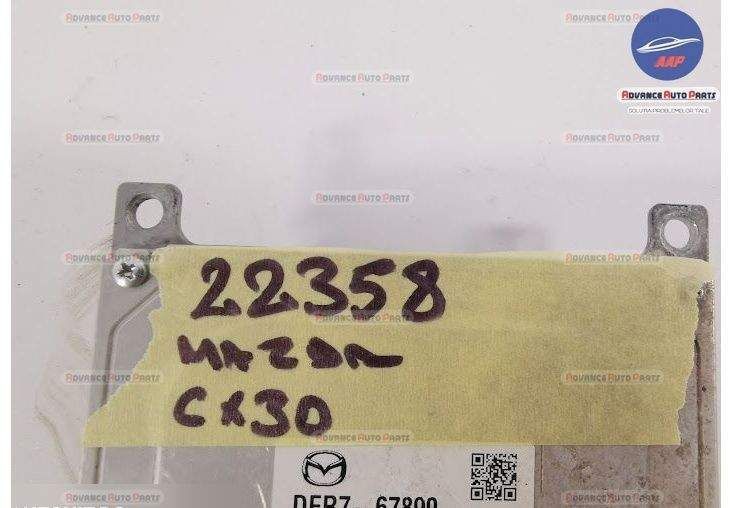 AAP
ADVANCE AUTO PARTS
SOLUTIA PROBLEMELOR TALE
22358
MAZDA
CX30
DFR7 67890